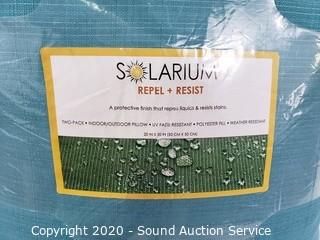 SOLARIUM
REPEL + RESIST
A protective finish that repels liquids & resists stains.
TWO-PACK • INDOOR/OUTDOOR PILLOW • UV FADE RESISTANT • POLYESTER FILL • WEATHER RESISTANT
20 IN X 20 IN (50 CM X 50 CM)
Copyright 2020 - Sound Auction Service